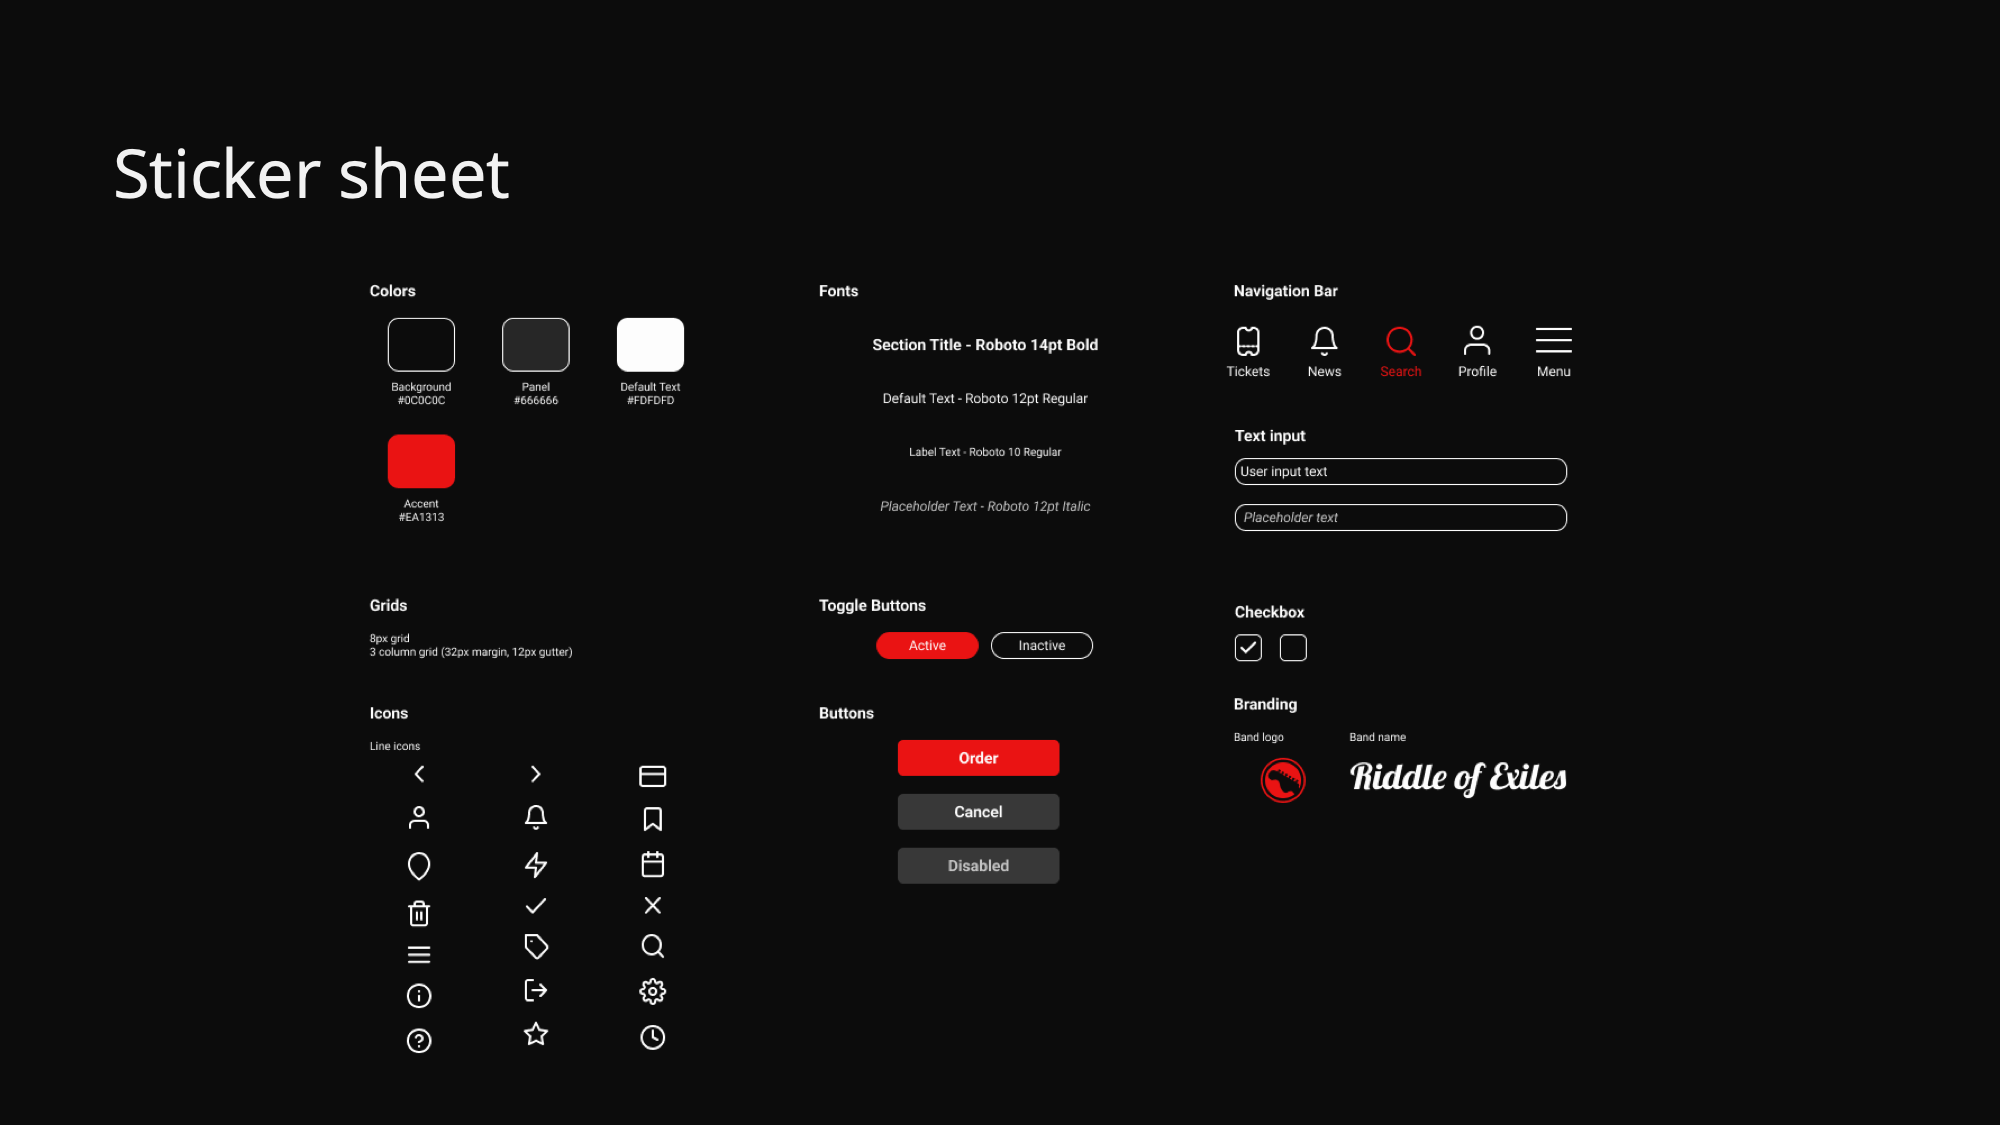 Sticker sheet
Colors
Background
#0C0C0C
Panel
#666666
Default Text
#FDFDFD
Accent
#EA1313
Grids
8px grid
3 column grid (32px margin, 12px gutter)
Icons
Line icons
Fonts
Section Title - Roboto 14pt Bold
Default Text - Roboto 12pt Regular
Label Text - Roboto 10 Regular
Placeholder Text - Roboto 12pt Italic
Toggle Buttons
Active
Inactive
Buttons
Order
Cancel
Disabled
Navigation Bar
Tickets
News
Search
Profile
Menu
Text input
User input text
Placeholder text
Checkbox
Branding
Band logo
Band name
Riddle of Exiles